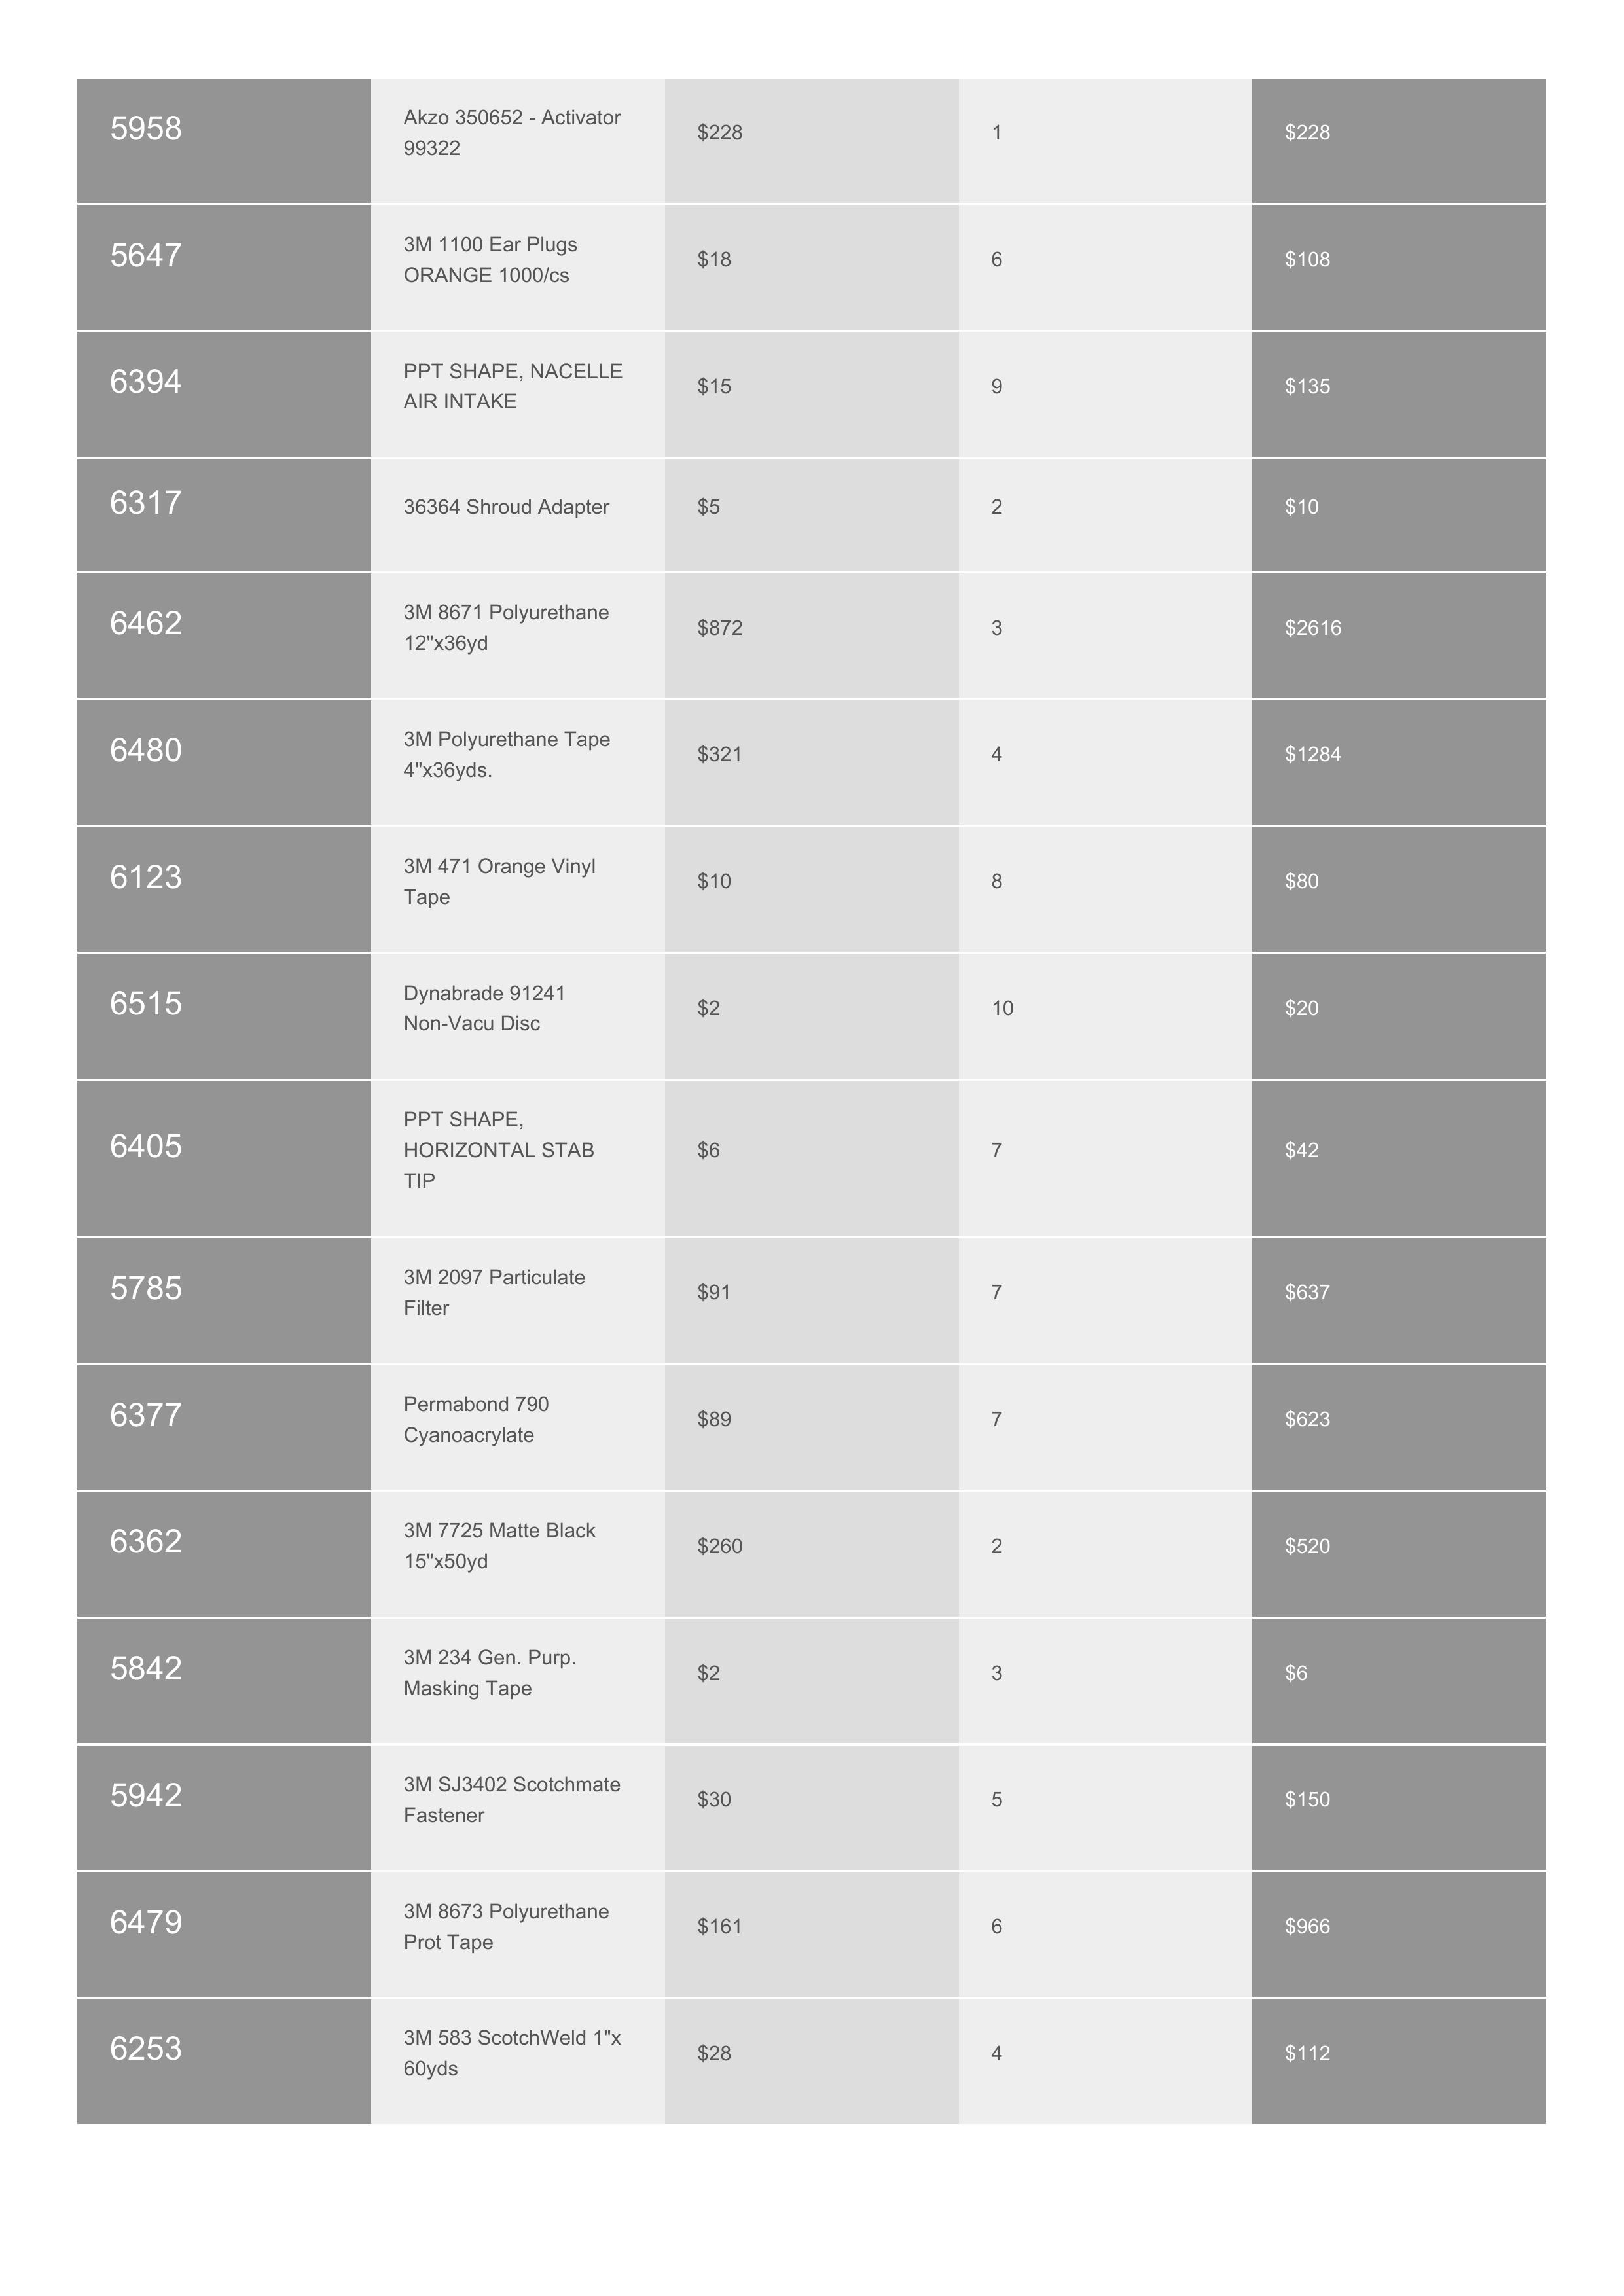 5958
Akzo 350652 - Activator
99322
$228
1
$228
5647
3M 1100 Ear Plugs
ORANGE 1000/cs
$18
6
$108
6394
PPT SHAPE, NACELLE
AIR INTAKE
$15
9
$135
6317
36364 Shroud Adapter
$5
2
$10
6462
3M 8671 Polyurethane
12"x36yd
$872
3
$2616
6480
3M Polyurethane Tape
4"x36yds.
$321
4
$1284
6123
3M 471 Orange Vinyl
Tape
$10
8
$80
6515
Dynabrade 91241
Non-Vacu Disc
$2
10
$20
6405
PPT SHAPE,
HORIZONTAL STAB
TIP
$6
7
$42
5785
3M 2097 Particulate
Filter
$91
7
$637
6377
Permabond 790
Cyanoacrylate
$89
7
$623
6362
3M 7725 Matte Black
15"x50yd
$260
2
$520
5842
3M 234 Gen. Purp.
Masking Tape
$2
3
$6
5942
3M SJ3402 Scotchmate
Fastener
$30
5
$150
6479
3M 8673 Polyurethane
Prot Tape
$161
6
$966
6253
3M 583 ScotchWeld 1"x
60yds
$28
4
$112